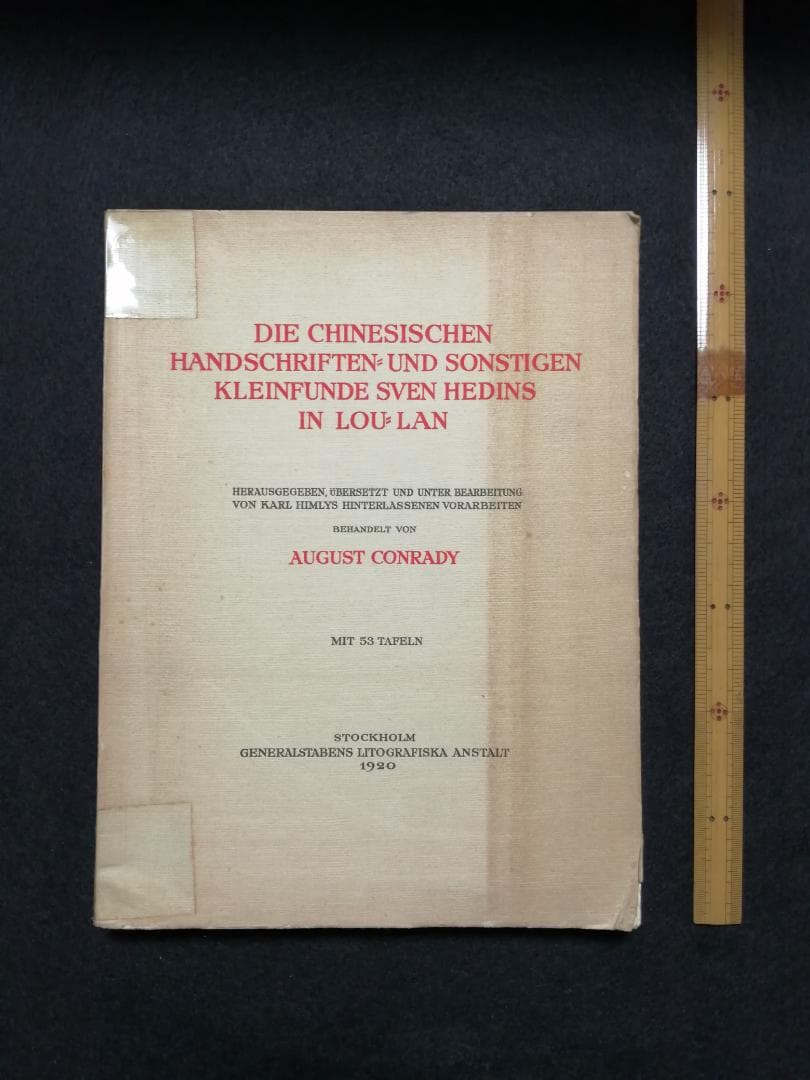 DIE CHINESISCHEN
HANDSCHRIFTEN- UND SONSTIGEN
KLEINFUNDE SVEN HEDINS
IN LOU-LAN
HERAUSGEGEBEN, ÜBERSETZT UND UNTER BEARBEITUNG
VON KARL HIMLYS HINTERLASSENEN VORARBEITEN
BEHANDELT VON
AUGUST CONRADY
MIT 53 TAFELN
STOCKHOLM
GENERALSTABENS LITOGRAFISKA ANSTALT
1920